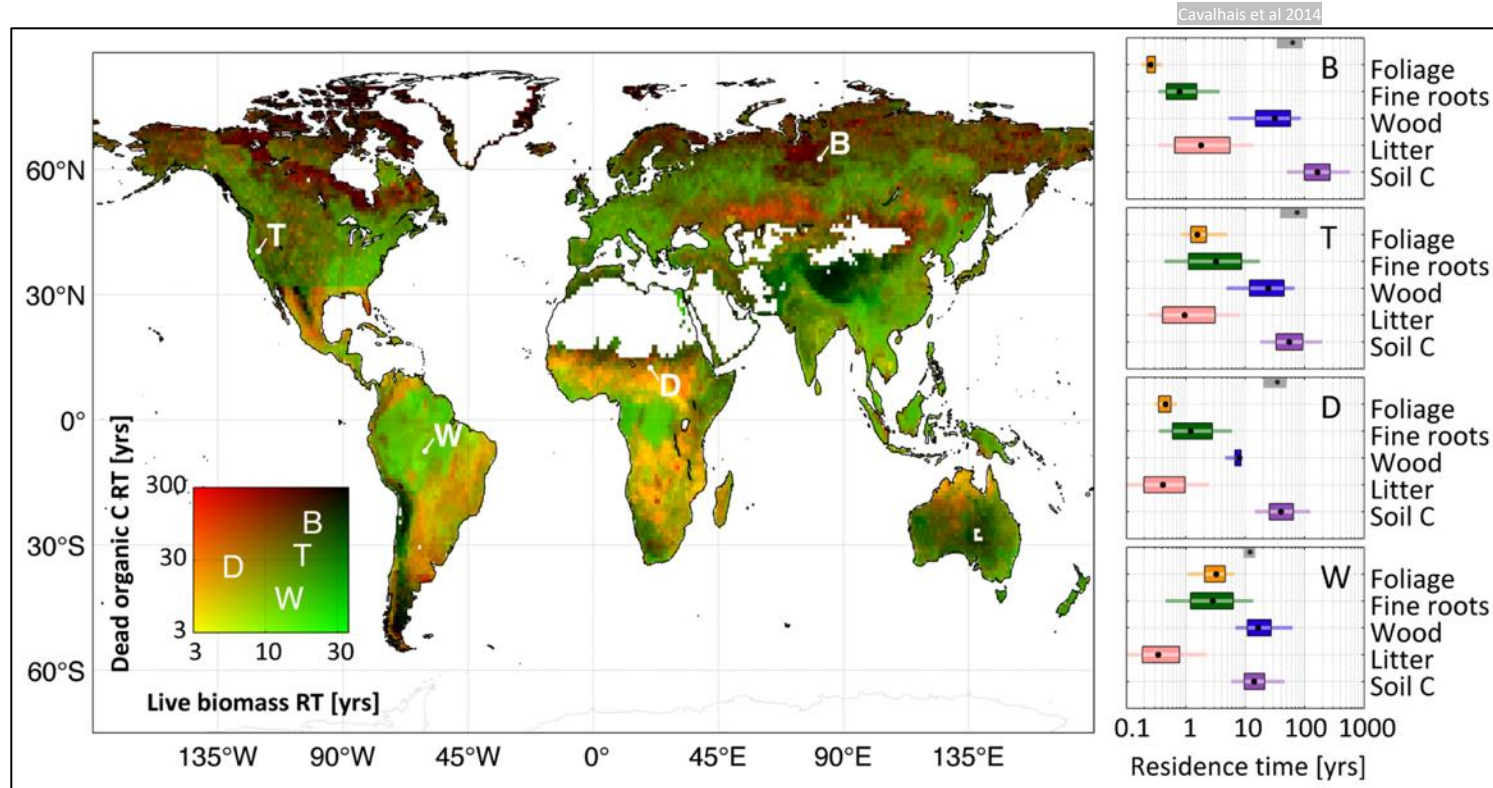 Cavalhais et al 2014
60°N
30°N
0°
30°S
60°S
135°W
90°W
45°W
0°
45°E
90°E
135°E
B
T
D
W
Dead organic C RT [yrs]
300
30
3
B
T
D
W
3
10
30
Live biomass RT [yrs]
B
Foliage
Fine roots
Wood
Litter
Soil C
T
Foliage
Fine roots
Wood
Litter
Soil C
D
Foliage
Fine roots
Wood
Litter
Soil C
W
Foliage
Fine roots
Wood
Litter
Soil C
0.1 1 10 100 1000
Residence time [yrs]